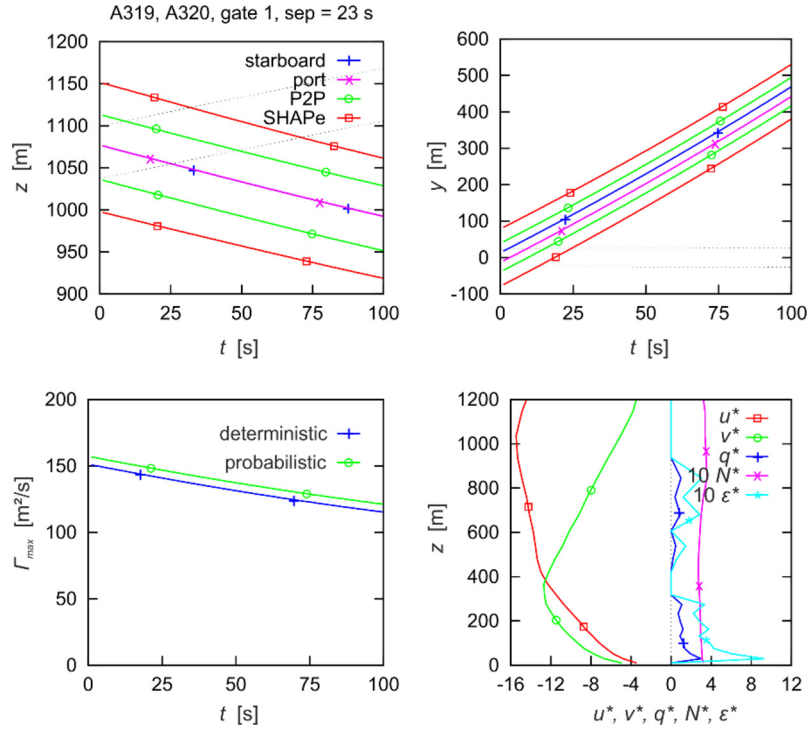 A319, A320, gate 1, sep = 23 s
1200
1150
1100
1050
1000
950
900
z [m]
starboard
port
P2P
SHAPe
0
25
50
75
100
t [s]
600
500
400
300
200
100
0
-100
y [m]
0
25
50
75
100
t [s]
200
150
100
50
0
Γmax [m²/s]
deterministic
probabilistic
0
25
50
75
100
t [s]
1200
1000
800
600
400
200
0
z [m]
u*
v*
q*
10 N*
10 ε*
-16
-12
-8
-4
0
4
8
12
u*, v*, q*, N*, ε*